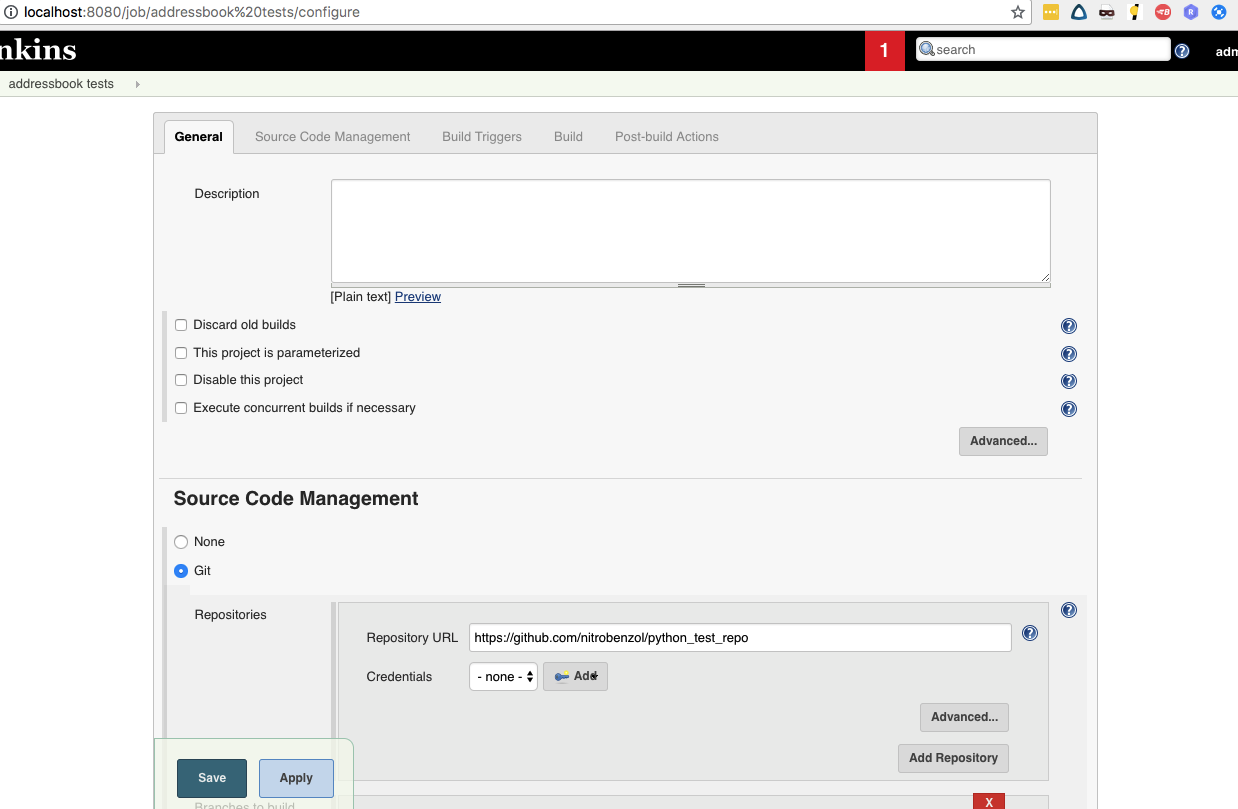 localhost:8080/job/addressbook%20tests/configure
nkins
1
search
adm
addressbook tests
General
Source Code Management
Build Triggers
Build
Post-build Actions
Description
[Plain text] Preview
Discard old builds
This project is parameterized
Disable this project
Execute concurrent builds if necessary
Advanced...
Source Code Management
None
Git
Repositories
Repository URL
https://github.com/nitrobenzol/python_test_repo
Credentials
- none -
Add
Advanced...
Add Repository
Save
Apply
Branches to build
X